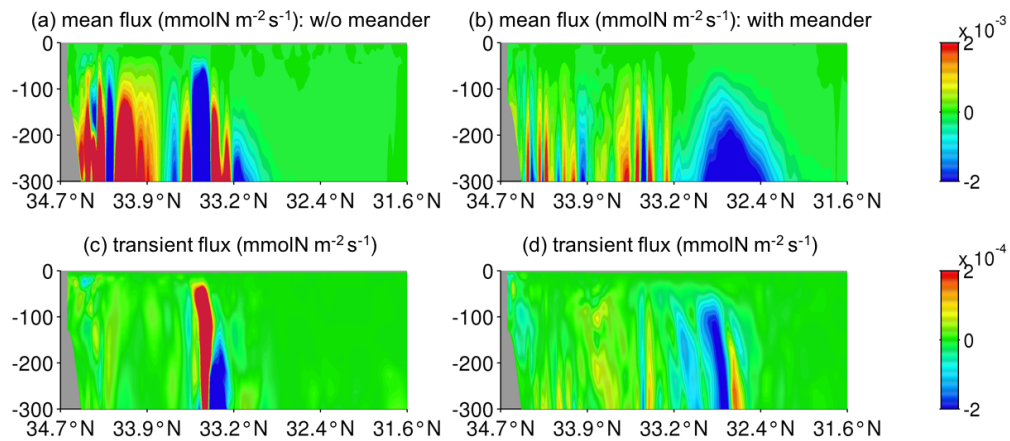 (a) mean flux (mmolN m⁻² s⁻¹): w/o meander
(b) mean flux (mmolN m⁻² s⁻¹): with meander
0
-100
-200
-300
34.7° N 33.9° N 33.2° N 32.4° N 31.6° N
0
-100
-200
-300
34.7° N 33.9° N 33.2° N 32.4° N 31.6° N
x 10⁻³
2
0
-2
(c) transient flux (mmolN m⁻² s⁻¹)
(d) transient flux (mmolN m⁻² s⁻¹)
0
-100
-200
-300
34.7° N 33.9° N 33.2° N 32.4° N 31.6° N
0
-100
-200
-300
34.7° N 33.9° N 33.2° N 32.4° N 31.6° N
x 10⁻⁴
2
0
-2